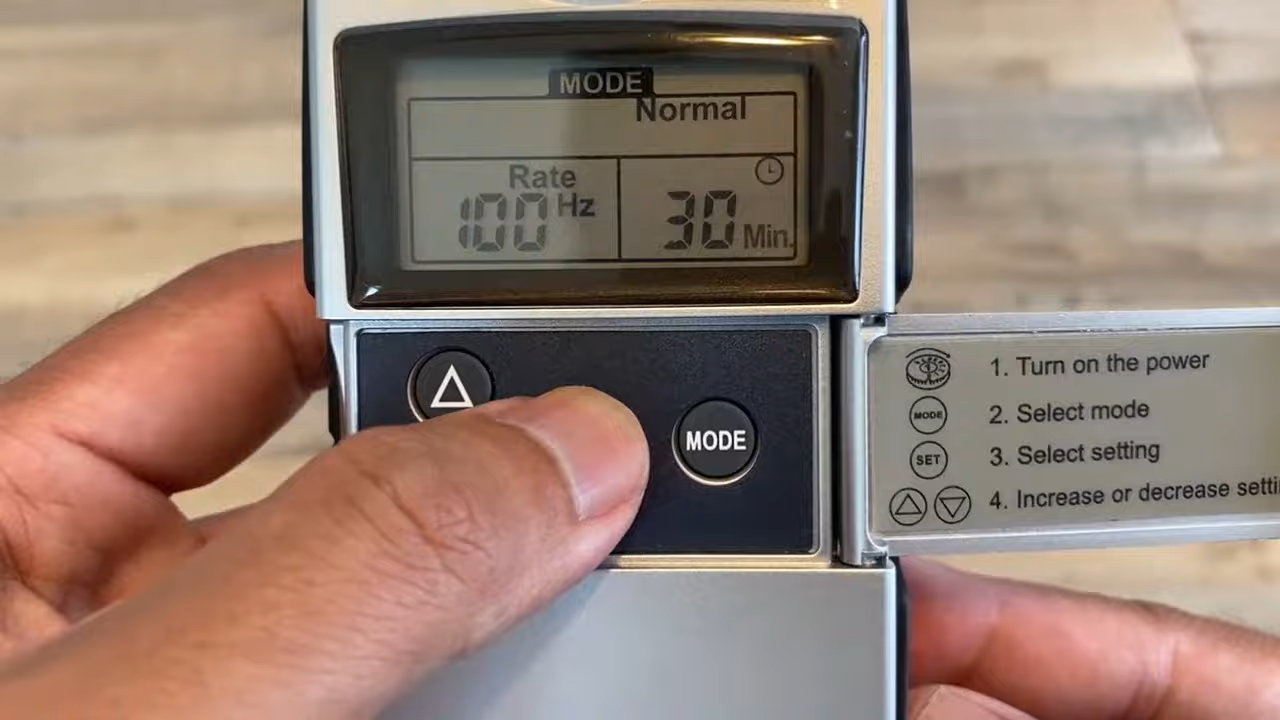 MODE
Normal
Rate
100 Hz
30 Min.
MODE
1. Turn on the power
MODE 2. Select mode
SET 3. Select setting
4. Increase or decrease setti